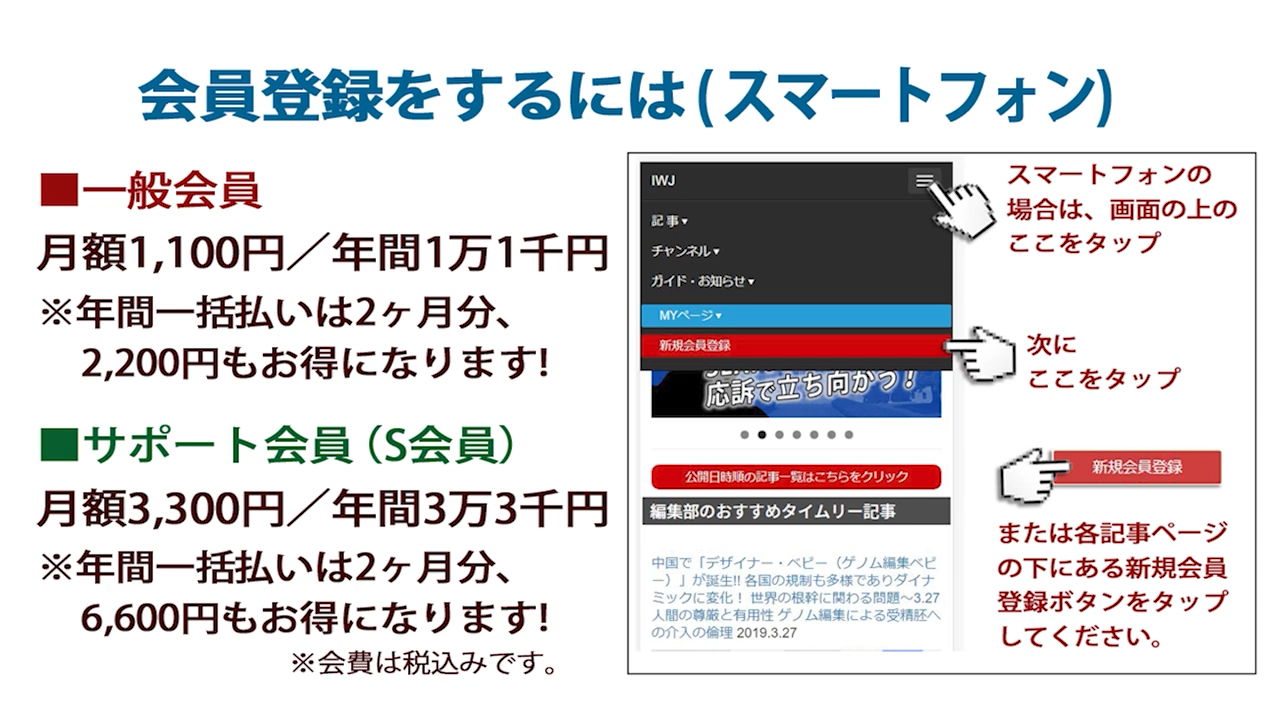 会員登録をするには(スマートフォン)
■一般会員
月額1,100円／年間1万1千円
※年間一括払いは2ヶ月分、
2,200円もお得になります!
■サポート会員（S会員）
月額3,300円／年間3万3千円
※年間一括払いは2ヶ月分、
6,600円もお得になります!
※会費は税込みです。
IWJ
記事▾
チャンネル▾
ガイド・お知らせ▾
MYページ▾
新規会員登録
応訴で立ち向かう！
公開日時順の記事一覧はこちらをクリック
編集部のおすすめタイムリー記事
中国で「デザイナー・ベビー（ゲノム編集ベビ
ー）」が誕生!! 各国の規制も多様でありダイナ
ミックに変化！ 世界の根幹に関わる問題～3.27
人間の尊厳と有用性 ゲノム編集による受精胚へ
の介入の倫理 2019.3.27
スマートフォンの
場合は、画面の上の
ここをタップ
次に
ここをタップ
新規会員登録
または各記事ページ
の下にある新規会員
登録ボタンをタップ
してください。